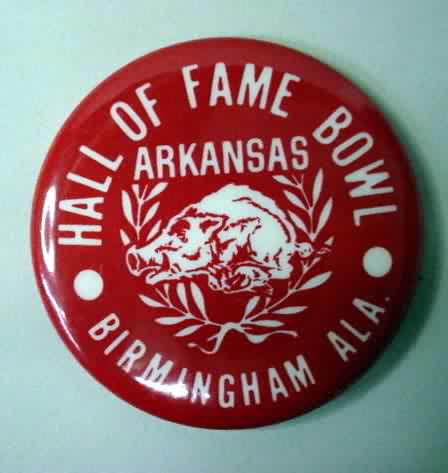 HALL OF FAME BOWL
ARKANSAS
BIRMINGHAM ALA.